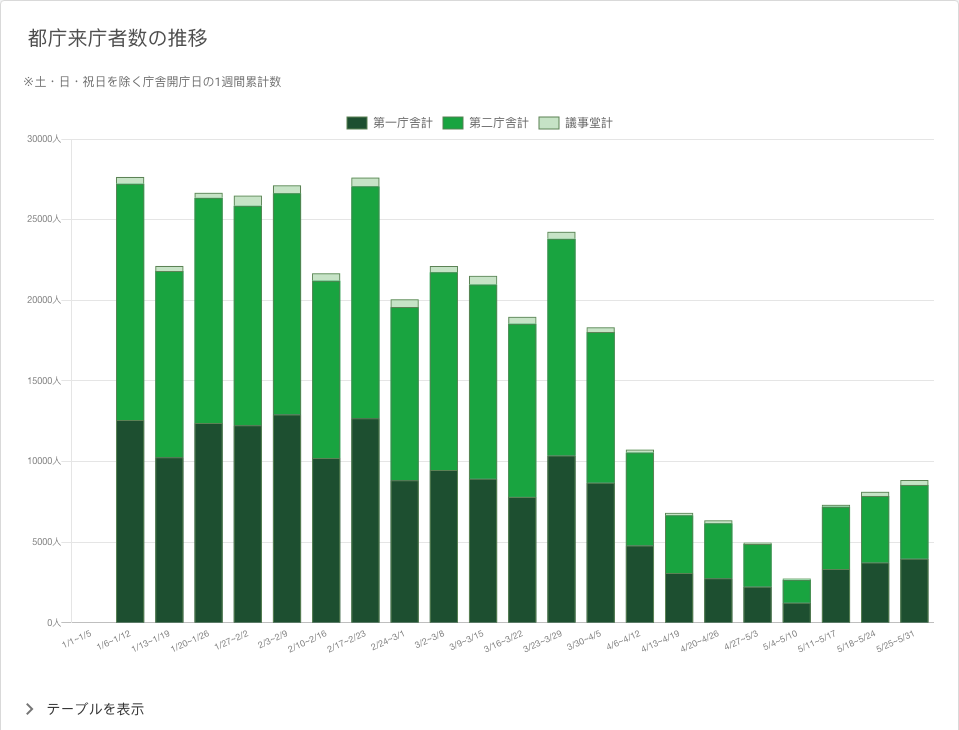 都庁来庁者数の推移
※土・日・祝日を除く庁舎開庁日の1週間累計数
第一庁舎計 第二庁舎計 議事堂計
30000人
25000人
20000人
15000人
10000人
5000人
0人
1/1~1/5 1/6~1/12 1/13~1/19 1/20~1/26 1/27~2/2 2/3~2/9 2/10~2/16 2/17~2/23 2/24~3/1 3/2~3/8 3/9~3/15 3/16~3/22 3/23~3/29 3/30~4/5 4/6~4/12 4/13~4/19 4/20~4/26 4/27~5/3 5/4~5/10 5/11~5/17 5/18~5/24 5/25~5/31
テーブルを表示